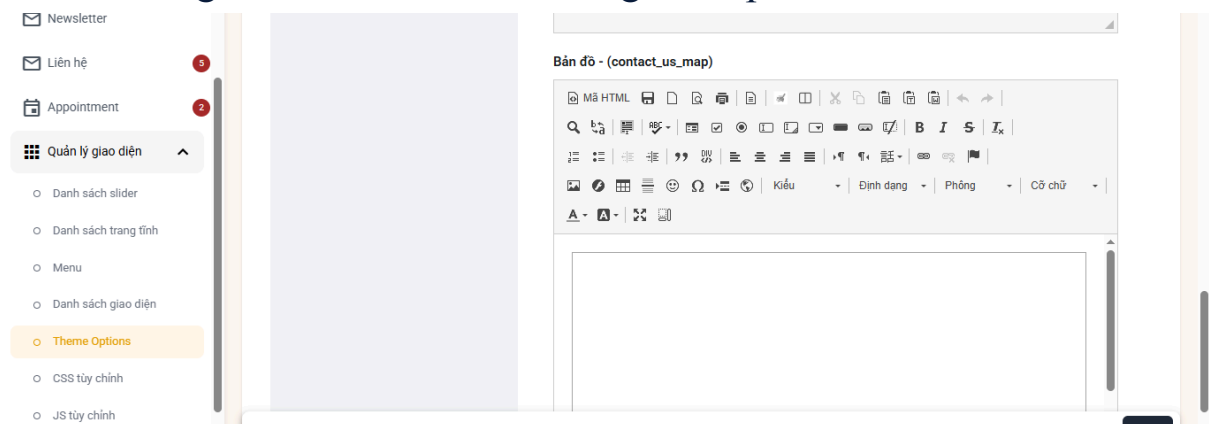 Newsletter
Liên hệ 5
Appointment 2
Quản lý giao diện
Danh sách slider
Danh sách trang tĩnh
Menu
Danh sách giao diện
Theme Options
CSS tùy chỉnh
JS tùy chỉnh
Bản đồ - (contact_us_map)
Mã HTML
Kiểu Định dạng Phông Cỡ chữ